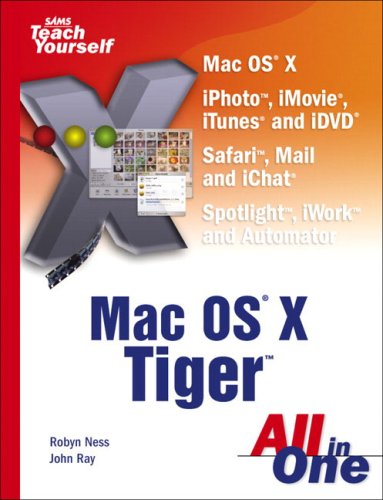 SAMS
Teach
Yourself
Mac OS® X
iPhoto™, iMovie®,
iTunes® and iDVD®
Safari™, Mail
and iChat®
Spotlight™, iWork™
and Automator
X
Mac OS® X
Tiger™
Robyn Ness
John Ray
All in
One